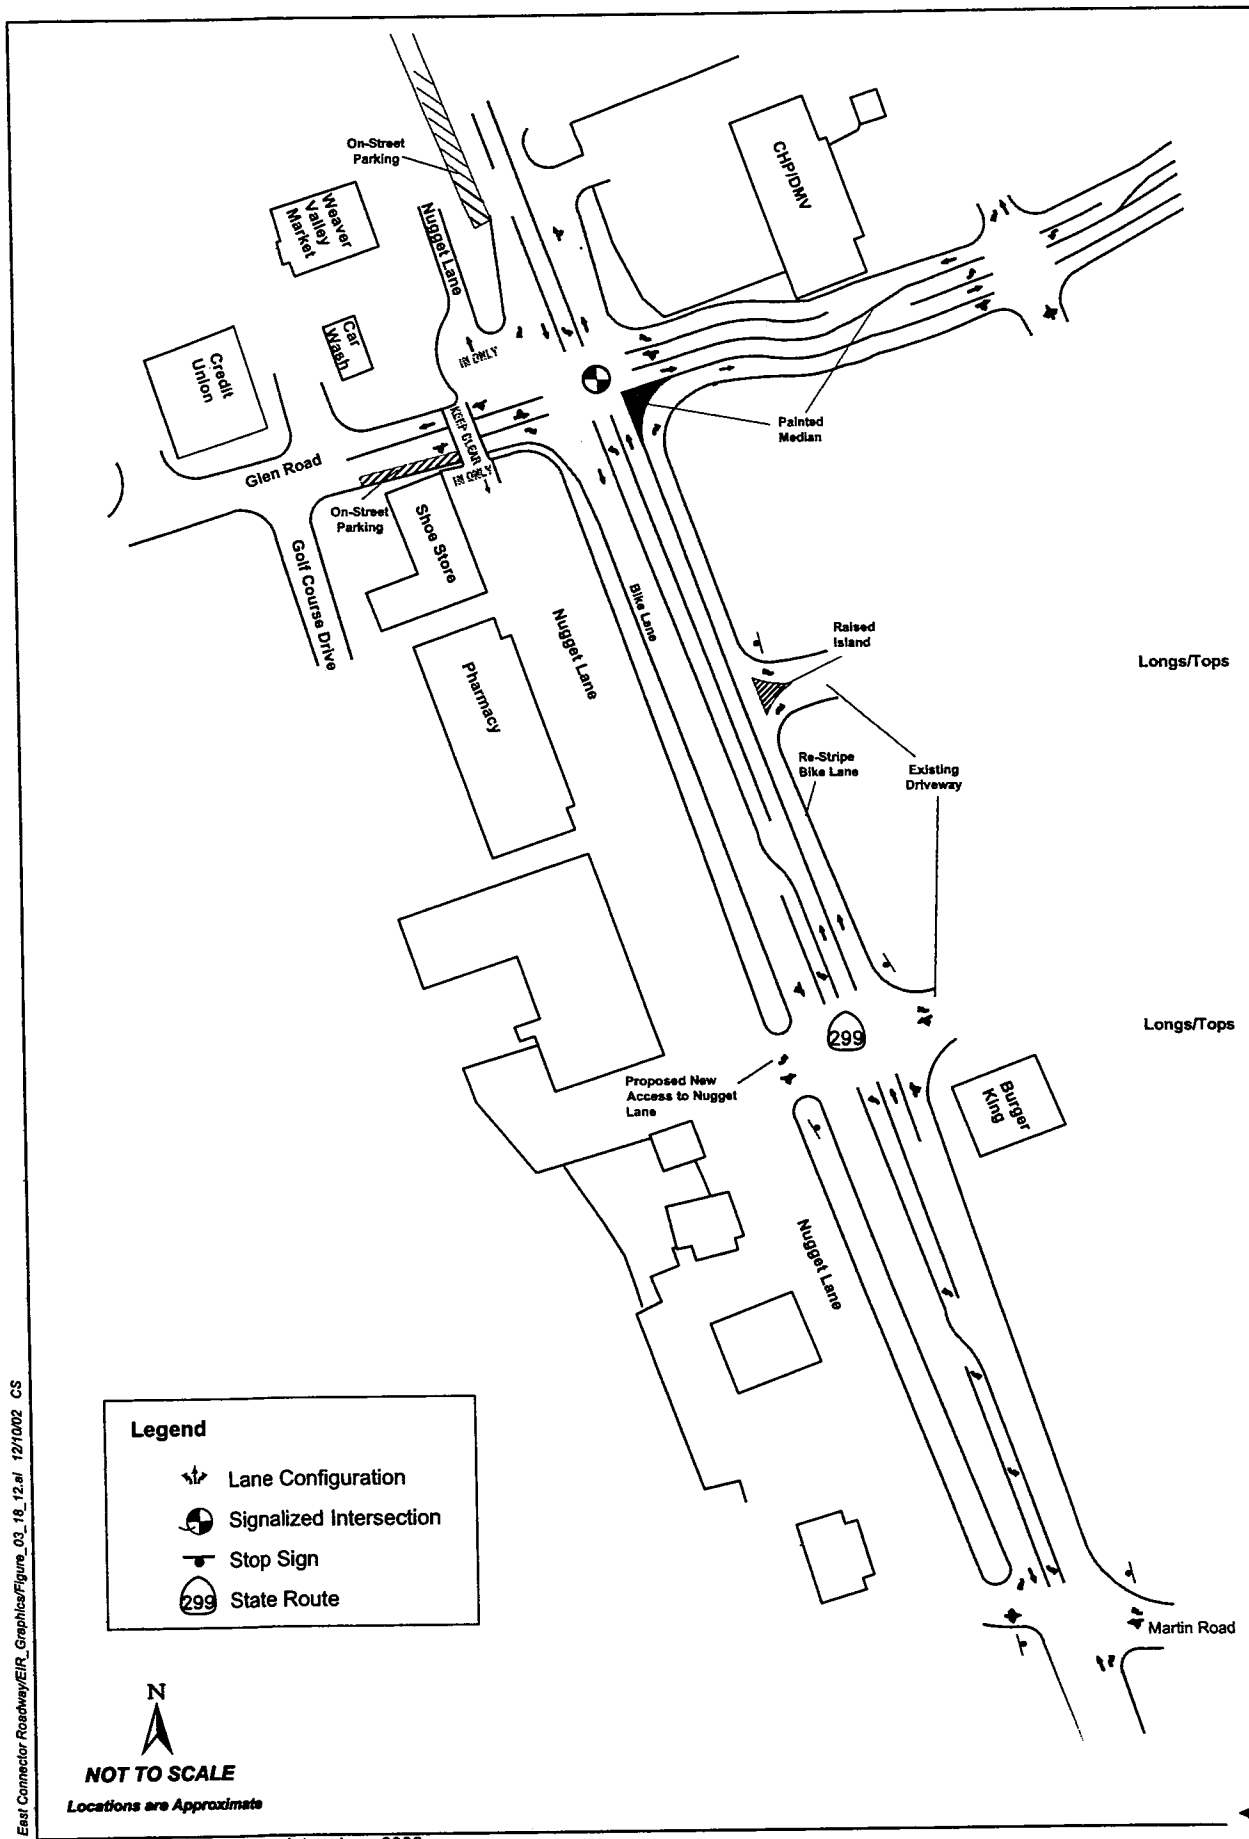 On-Street
Parking
Weaver
Valley
Market
Nugget Lane
CHP/DMV
Car
Wash
Credit
Union
IN ONLY
KEEP CLEAR
IN ONLY
Glen Road
On-Street
Parking
Painted
Median
Shoe Store
Golf Course Drive
Bike Lane
Nugget Lane
Pharmacy
Raised
Island
Longs/Tops
Re-Stripe
Bike Lane
Existing
Driveway
299
Longs/Tops
Proposed New
Access to Nugget
Lane
Burger
King
Nugget Lane
Martin Road
Legend
Lane Configuration
Signalized Intersection
Stop Sign
299 State Route
N
NOT TO SCALE
Locations are Approximate
East Connector Roadway/EIR_Graphics/Figure_03_18_12.ai 12/10/02 CS